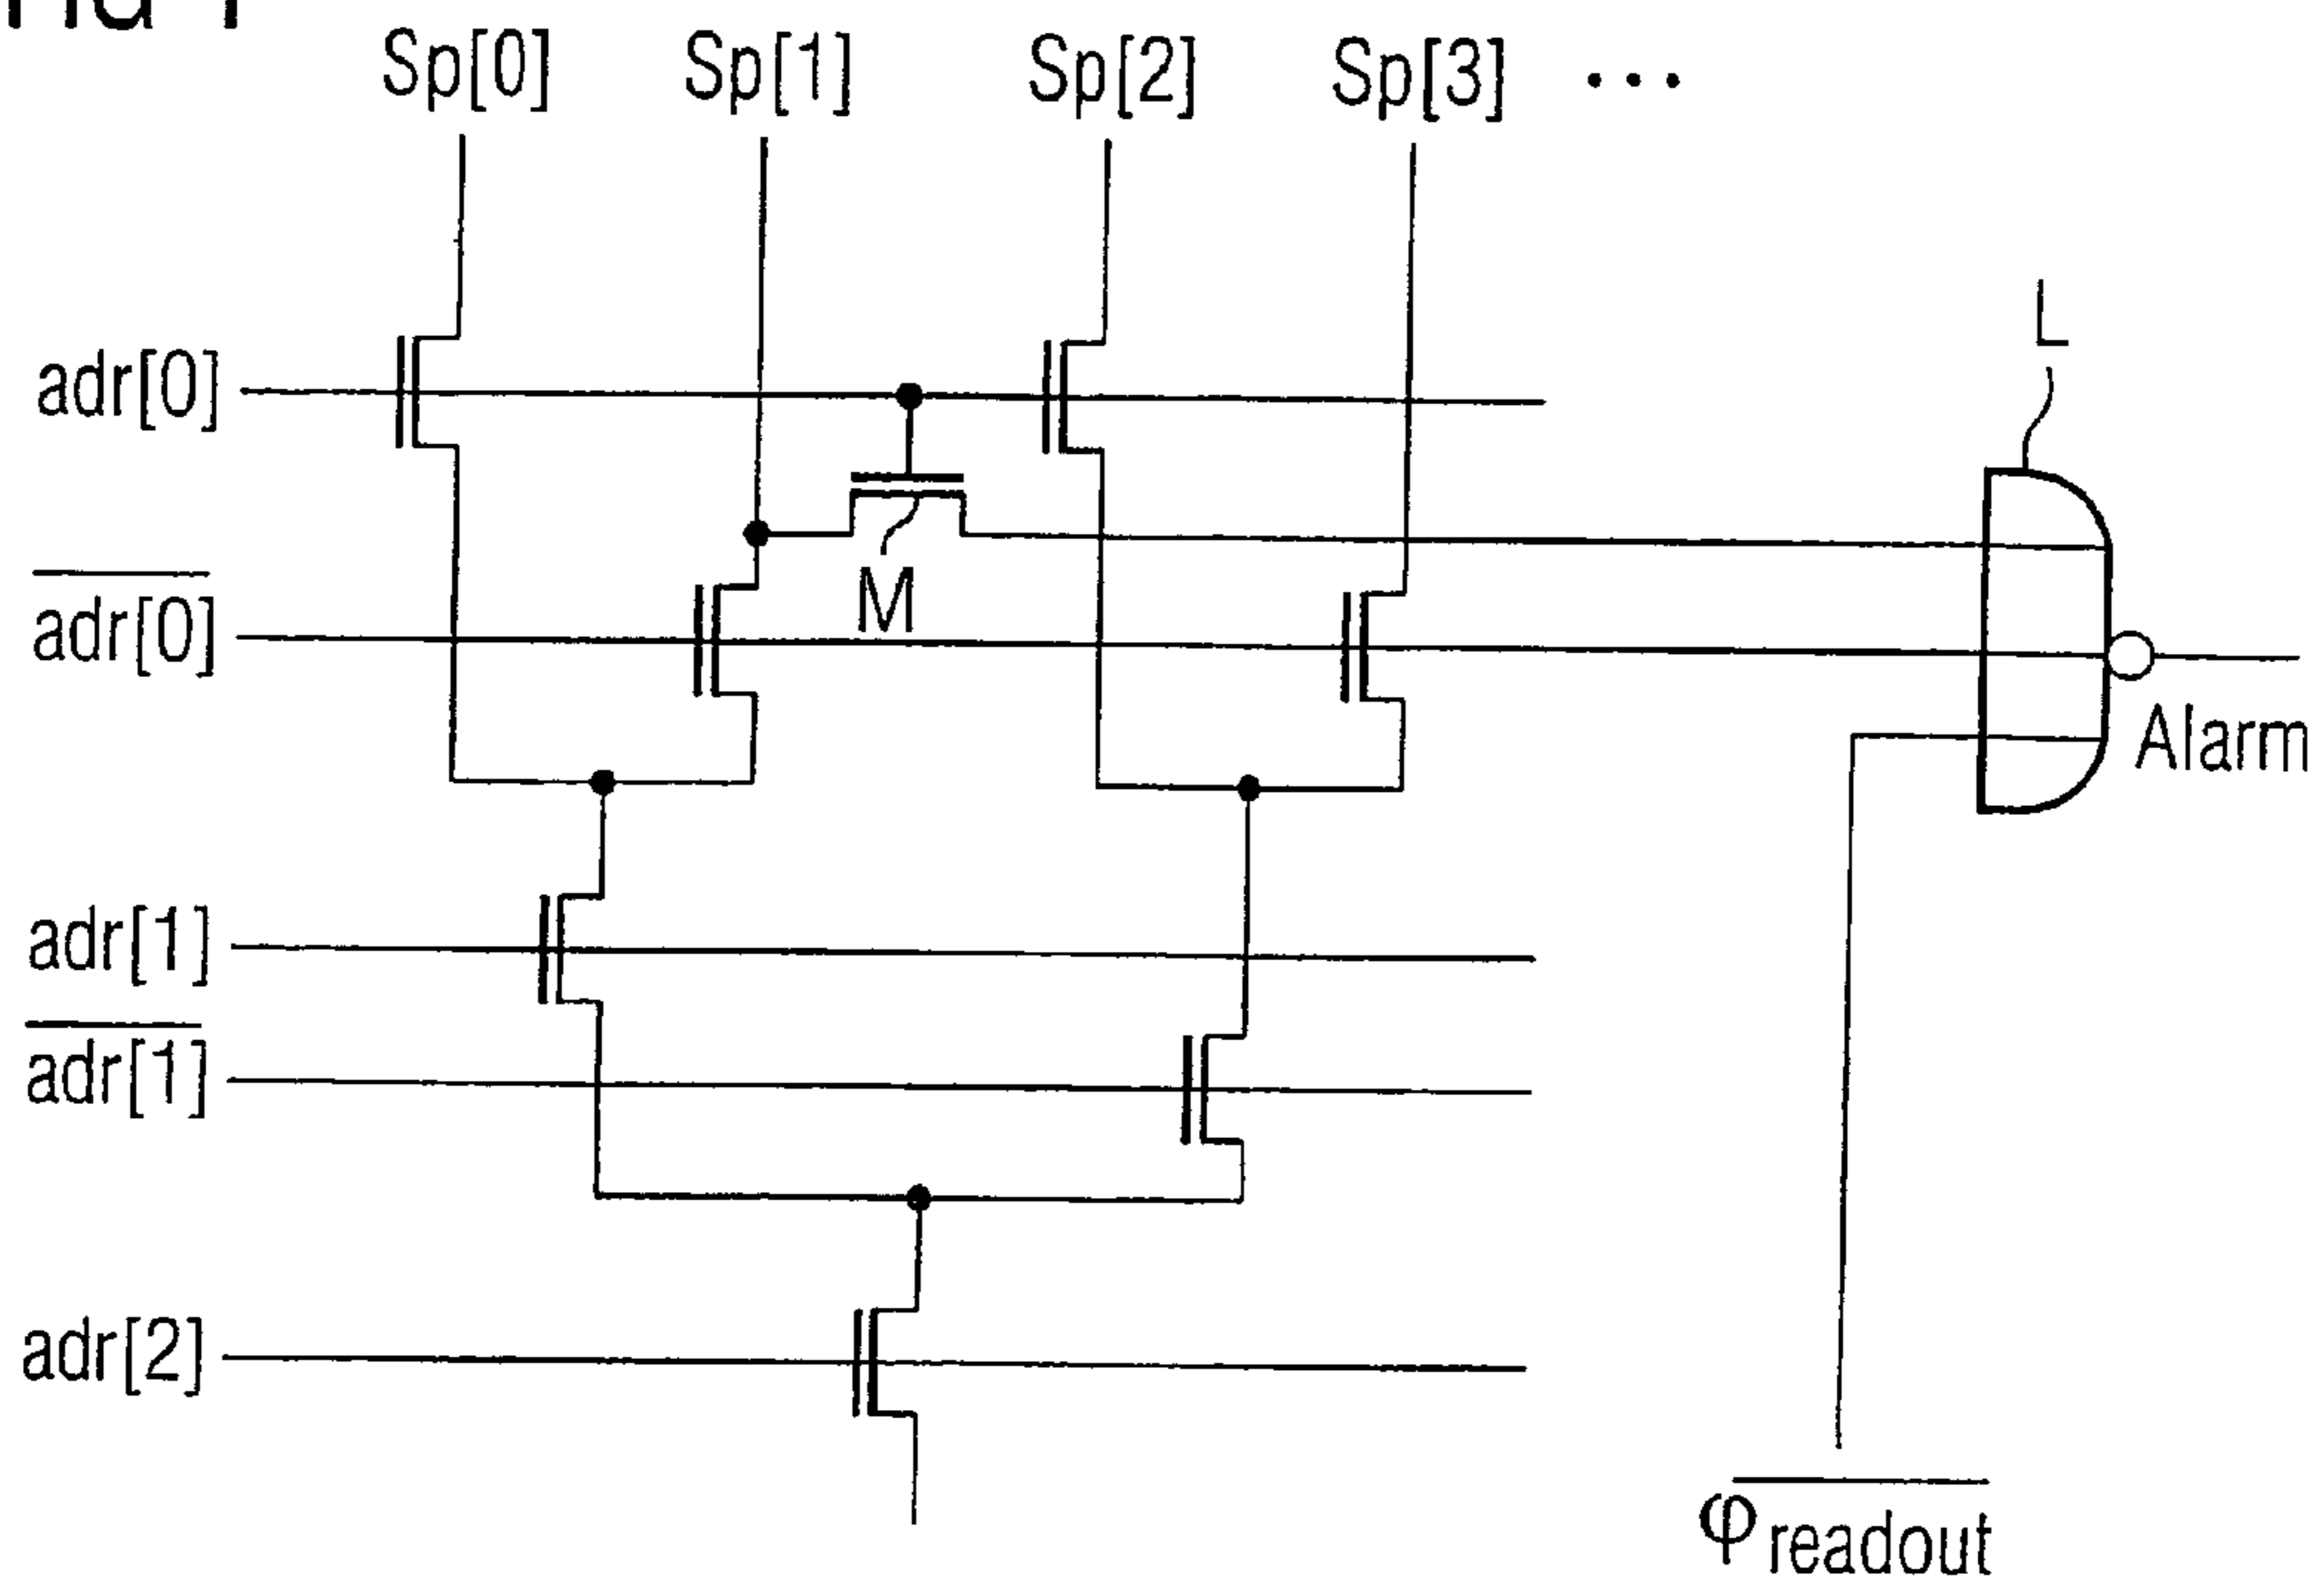 Sp[0] Sp[1] Sp[2] Sp[3] ...
L
adr[0]
M
adr[0]
Alarm
adr[1]
adr[1]
adr[2]
φreadout